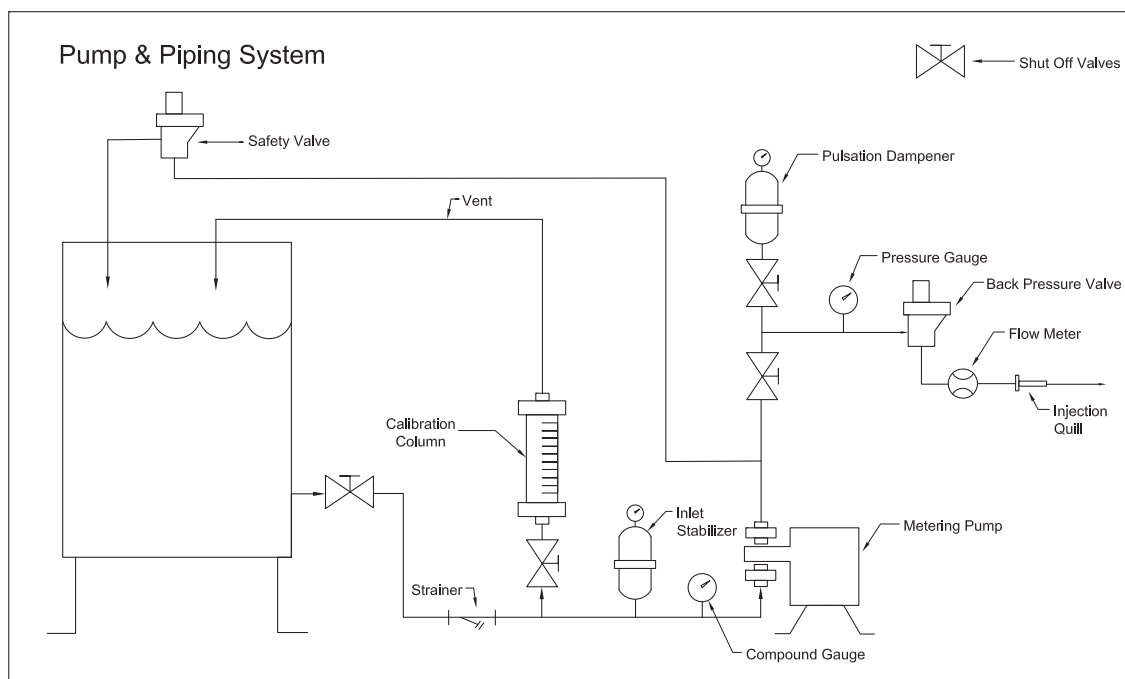 Pump & Piping System
Shut Off Valves
Safety Valve
Pulsation Dampener
Vent
Pressure Gauge
Back Pressure Valve
Flow Meter
Injection
Quill
Calibration
Column
Inlet
Stabilizer
Metering Pump
Strainer
Compound Gauge